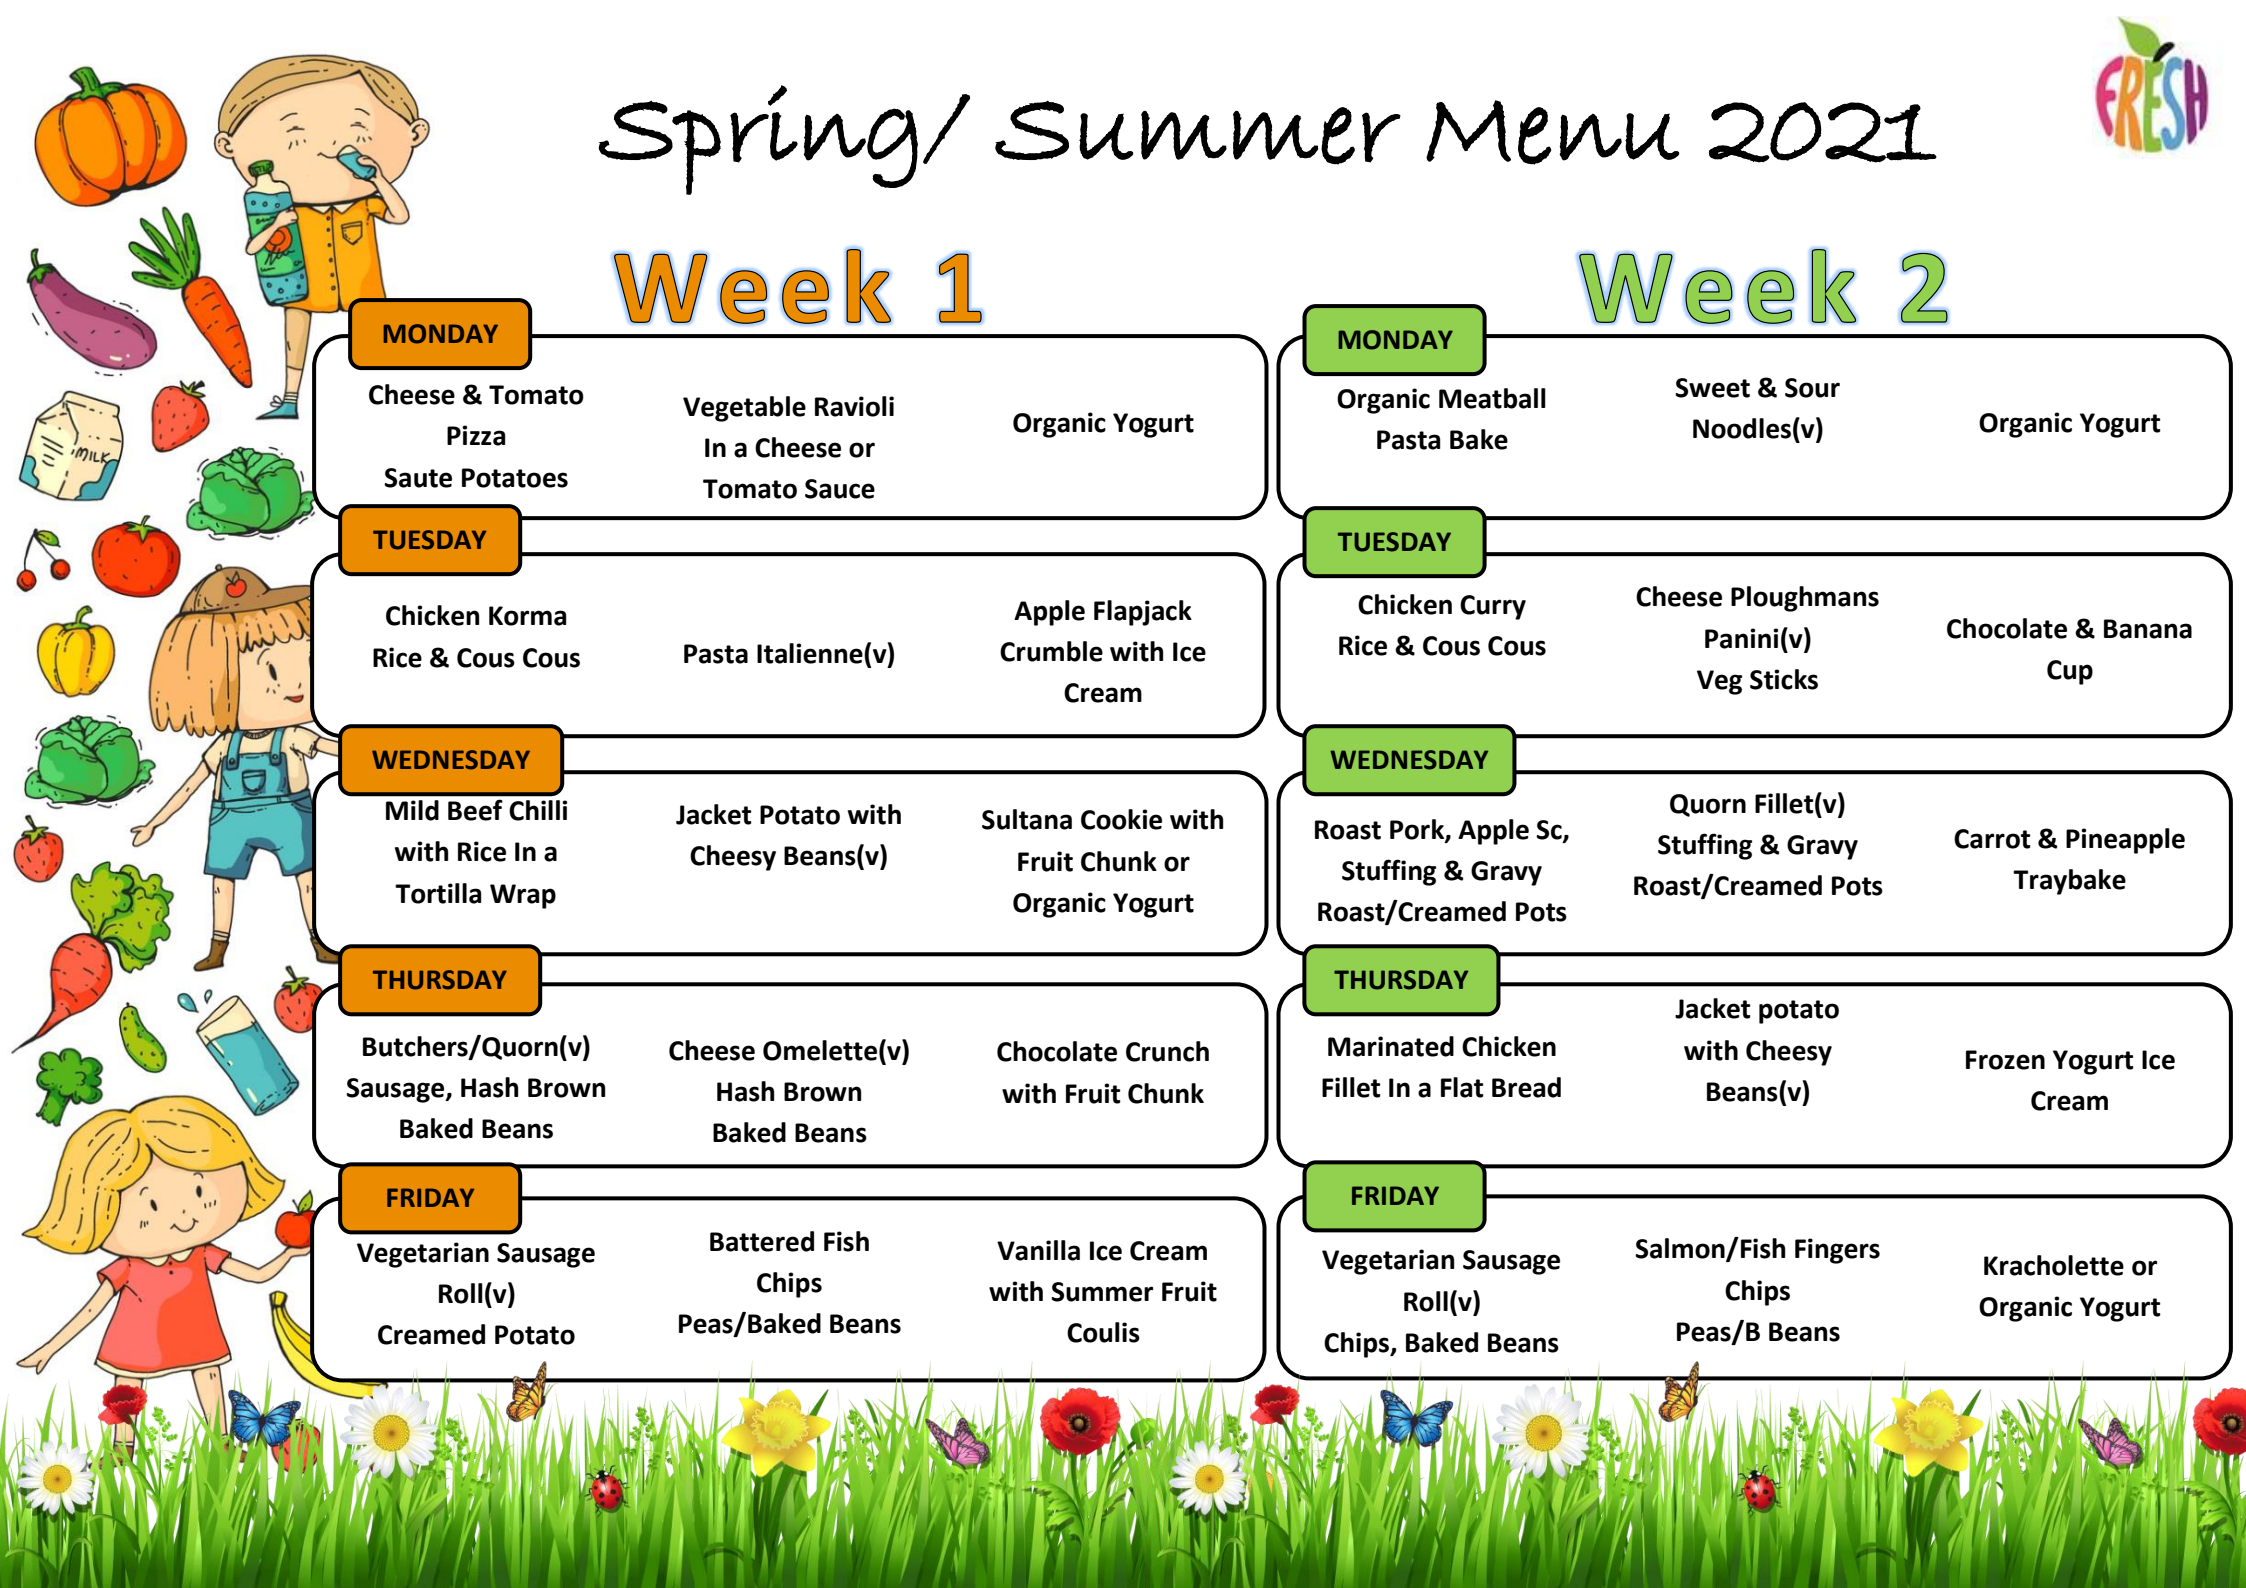 FRESH
Spring/ Summer Menu 2021
Week 1
MONDAY
Cheese & Tomato
Pizza
Saute Potatoes
Vegetable Ravioli
In a Cheese or
Tomato Sauce
Organic Yogurt
TUESDAY
Chicken Korma
Rice & Cous Cous
Pasta Italienne(v)
Apple Flapjack
Crumble with Ice
Cream
WEDNESDAY
Mild Beef Chilli
with Rice In a
Tortilla Wrap
Jacket Potato with
Cheesy Beans(v)
Sultana Cookie with
Fruit Chunk or
Organic Yogurt
THURSDAY
Butchers/Quorn(v)
Sausage, Hash Brown
Baked Beans
Cheese Omelette(v)
Hash Brown
Baked Beans
Chocolate Crunch
with Fruit Chunk
FRIDAY
Vegetarian Sausage
Roll(v)
Creamed Potato
Battered Fish
Chips
Peas/Baked Beans
Vanilla Ice Cream
with Summer Fruit
Coulis
Week 2
MONDAY
Organic Meatball
Pasta Bake
Sweet & Sour
Noodles(v)
Organic Yogurt
TUESDAY
Chicken Curry
Rice & Cous Cous
Cheese Ploughmans
Panini(v)
Veg Sticks
Chocolate & Banana
Cup
WEDNESDAY
Roast Pork, Apple Sc,
Stuffing & Gravy
Roast/Creamed Pots
Quorn Fillet(v)
Stuffing & Gravy
Roast/Creamed Pots
Carrot & Pineapple
Traybake
THURSDAY
Marinated Chicken
Fillet In a Flat Bread
Jacket potato
with Cheesy
Beans(v)
Frozen Yogurt Ice
Cream
FRIDAY
Vegetarian Sausage
Roll(v)
Chips, Baked Beans
Salmon/Fish Fingers
Chips
Peas/B Beans
Kracholette or
Organic Yogurt
MILK